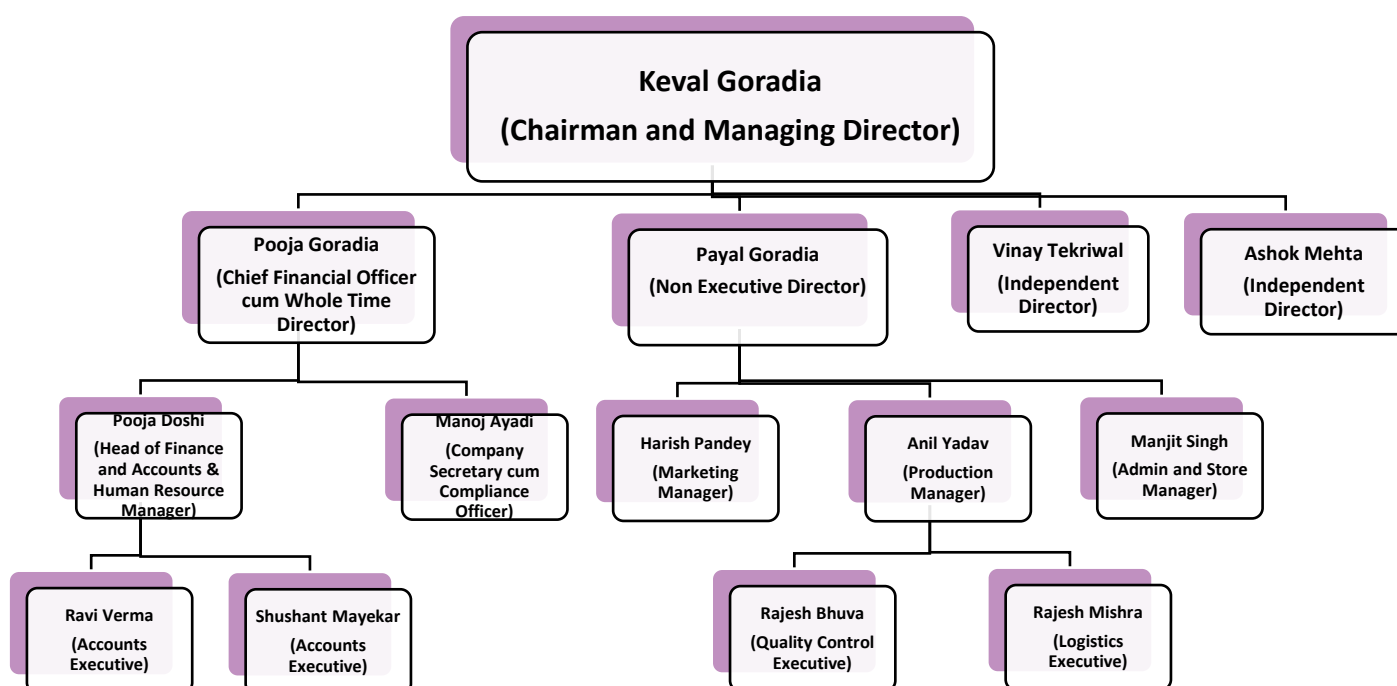 Keval Goradia
(Chairman and Managing Director)
Pooja Goradia
(Chief Financial Officer
cum Whole Time
Director)
Payal Goradia
(Non Executive Director)
Vinay Tekriwal
(Independent
Director)
Ashok Mehta
(Independent
Director)
Pooja Doshi
(Head of Finance
and Accounts &
Human Resource
Manager)
Manoj Ayadi
(Company
Secretary cum
Compliance
Officer)
Harish Pandey
(Marketing
Manager)
Anil Yadav
(Production
Manager)
Manjit Singh
(Admin and Store
Manager)
Ravi Verma
(Accounts
Executive)
Shushant Mayekar
(Accounts
Executive)
Rajesh Bhuva
(Quality Control
Executive)
Rajesh Mishra
(Logistics
Executive)